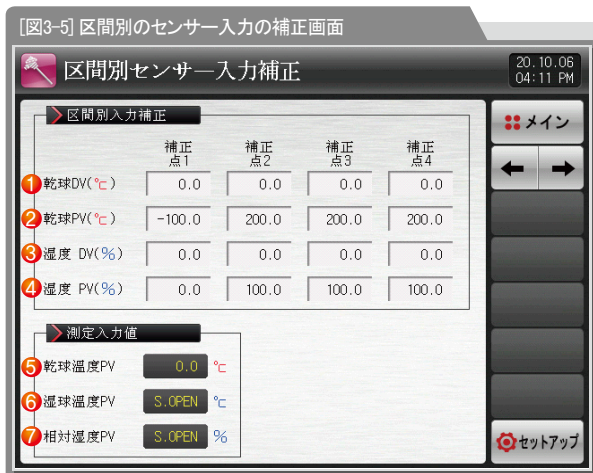 [図3-5] 区間別のセンサー入力の補正画面
区間別センサー入力補正
20.10.06
04:11 PM
区間別入力補正
メイン
補正点1 補正点2 補正点3 補正点4
1 乾球DV(℃) 0.0 0.0 0.0 0.0
2 乾球PV(℃) -100.0 200.0 200.0 200.0
3 湿度 DV(%) 0.0 0.0 0.0 0.0
4 湿度 PV(%) 0.0 100.0 100.0 100.0
測定入力値
5 乾球温度PV 0.0 ℃
6 湿球温度PV S.OPEN ℃
7 相対湿度PV S.OPEN %
セットアップ